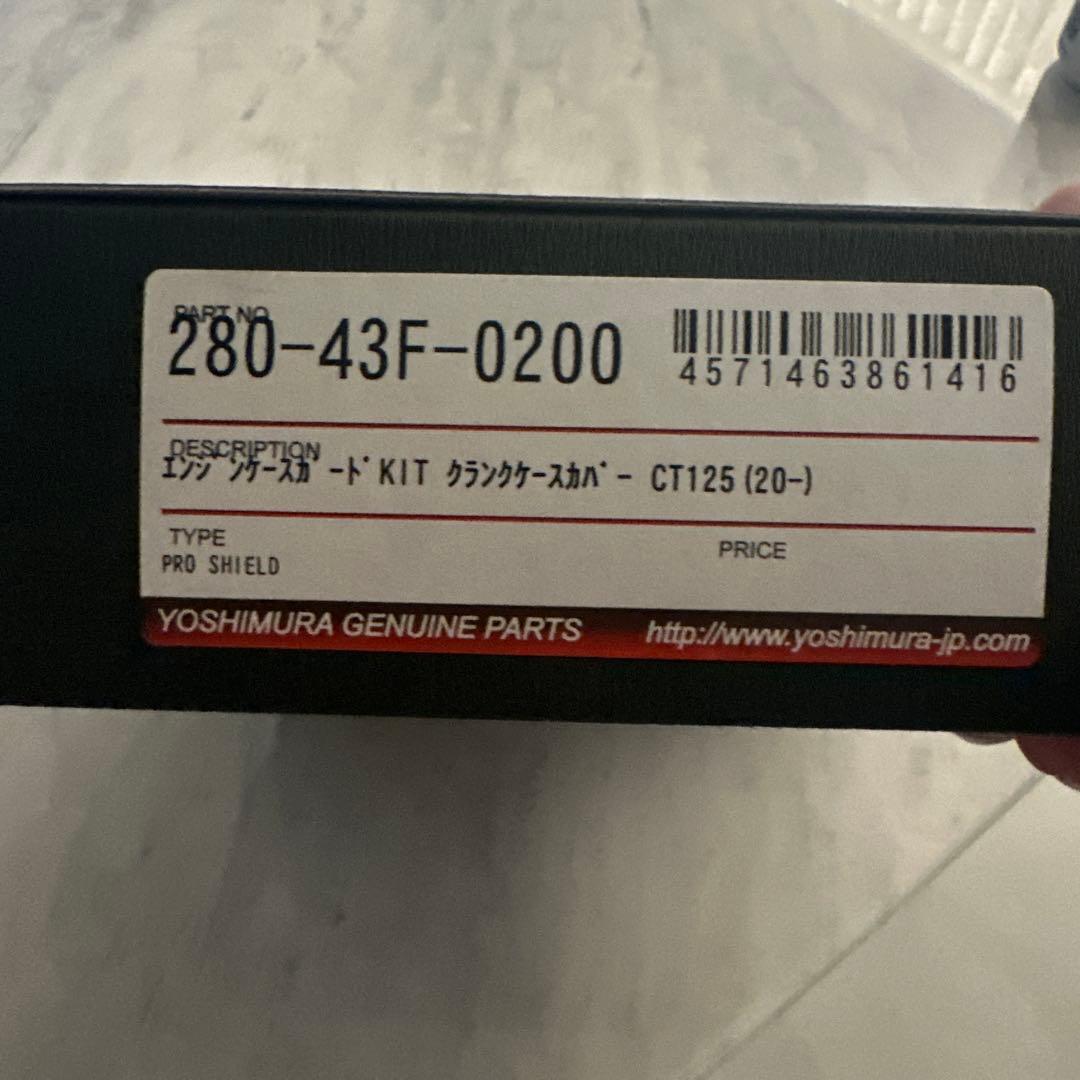 PART NO
280-43F-0200
4571463861416
DESCRIPTION
ｴﾝｼﾞﾝｹｰｽｶﾞｰﾄﾞKIT ｸﾗﾝｸｹｰｽｶﾊﾞｰ CT125(20-)
TYPE
PRICE
PRO SHIELD
YOSHIMURA GENUINE PARTS
http://www.yoshimura-jp.com